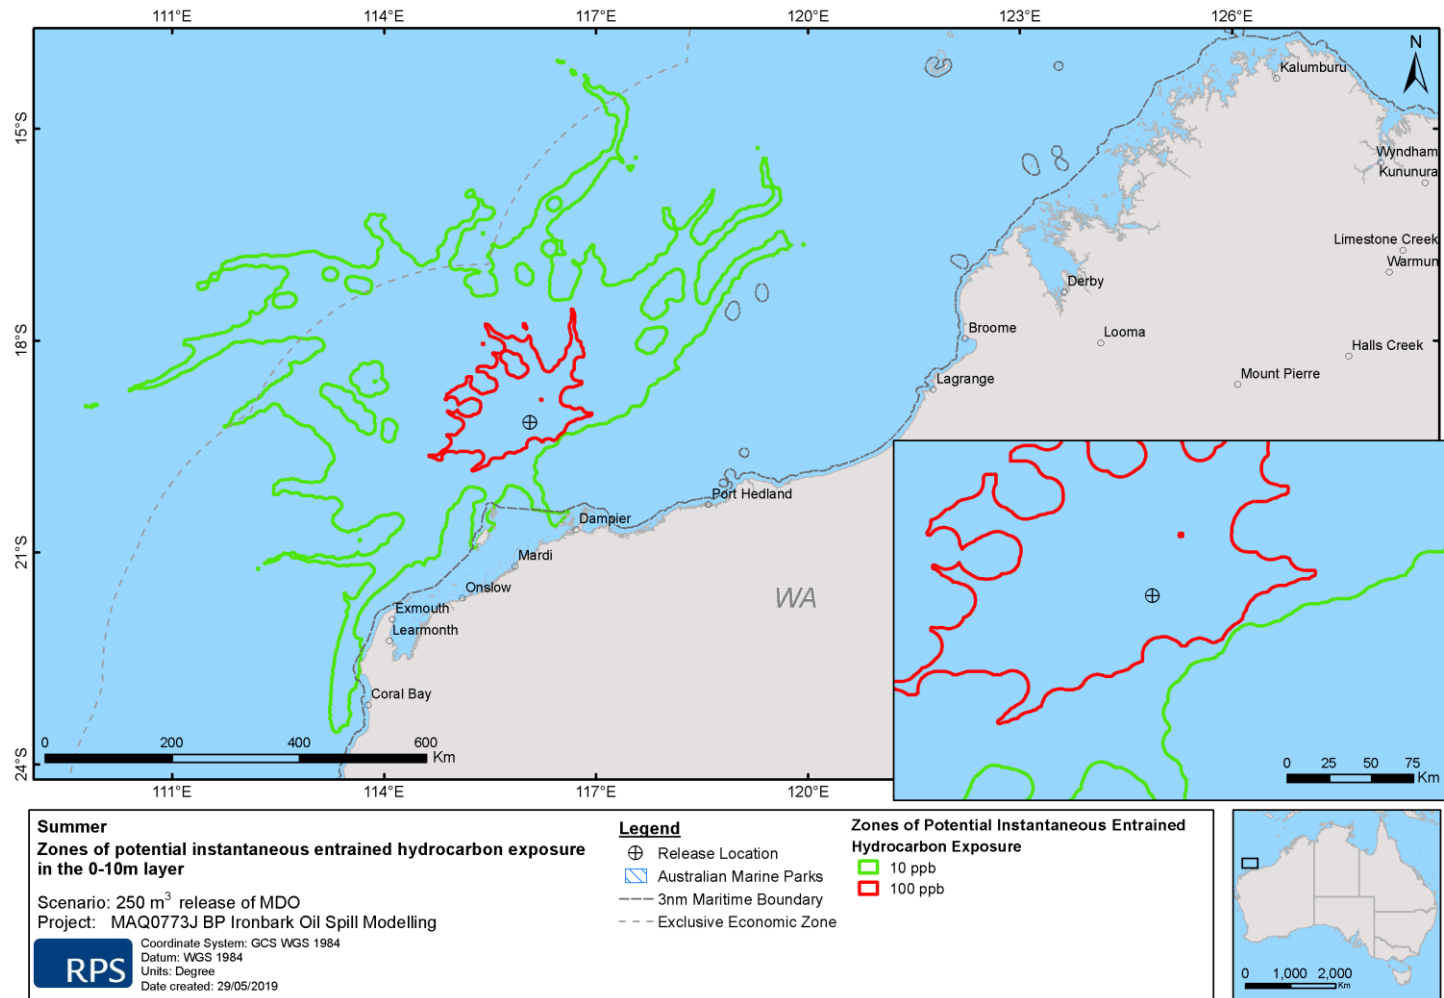 111°E
114°E
117°E
120°E
123°E
126°E
N
Kalumburu
15°S
Wyndham
Kununura
Limestone Creek
Warmun
Derby
Broome
Looma
18°S
Halls Creek
Mount Pierre
Lagrange
Port Hedland
Dampier
21°S
Mardi
Onslow
WA
Exmouth
Learmonth
Coral Bay
0 200 400 600
Km
24°S
0 25 50 75
Km
111°E
114°E
117°E
120°E
Summer
Zones of potential instantaneous entrained hydrocarbon exposure
in the 0-10m layer
Scenario: 250 m³ release of MDO
Project: MAQ0773J BP Ironbark Oil Spill Modelling
RPS
Coordinate System: GCS WGS 1984
Datum: WGS 1984
Units: Degree
Date created: 29/05/2019
Legend
Release Location
Australian Marine Parks
3nm Maritime Boundary
Exclusive Economic Zone
Zones of Potential Instantaneous Entrained
Hydrocarbon Exposure
10 ppb
100 ppb
0 1,000 2,000
Km